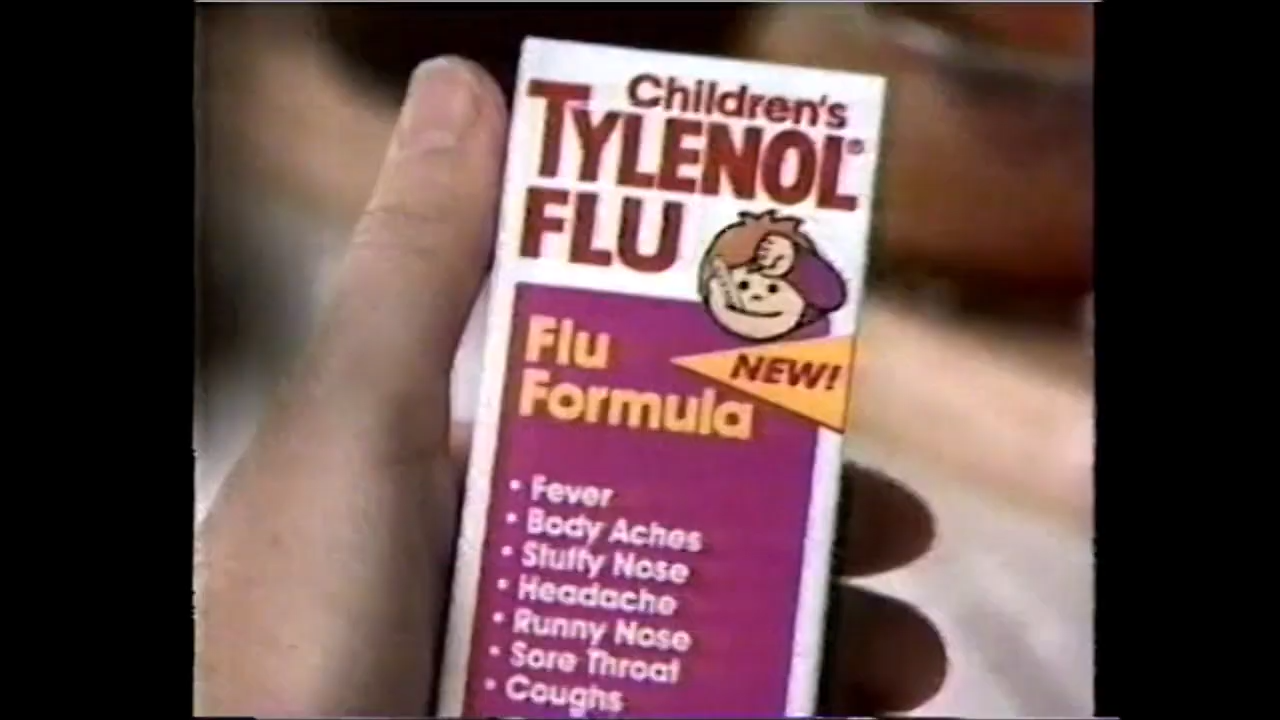 Children's
TYLENOL®
FLU
Flu
Formula
NEW!
• Fever
• Body Aches
• Stuffy Nose
• Headache
• Runny Nose
• Sore Throat
• Coughs